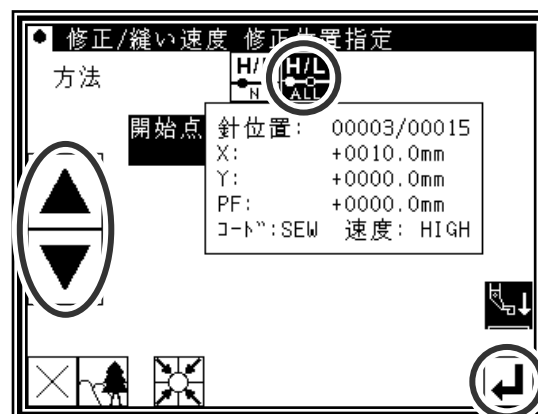 修正/縫い速度 修正位置指定
方法
H/L
N
H/L
ALL
開始点
針位置: 00003/00015
X: +0010.0mm
Y: +0000.0mm
PF: +0000.0mm
コード:SEW 速度: HIGH